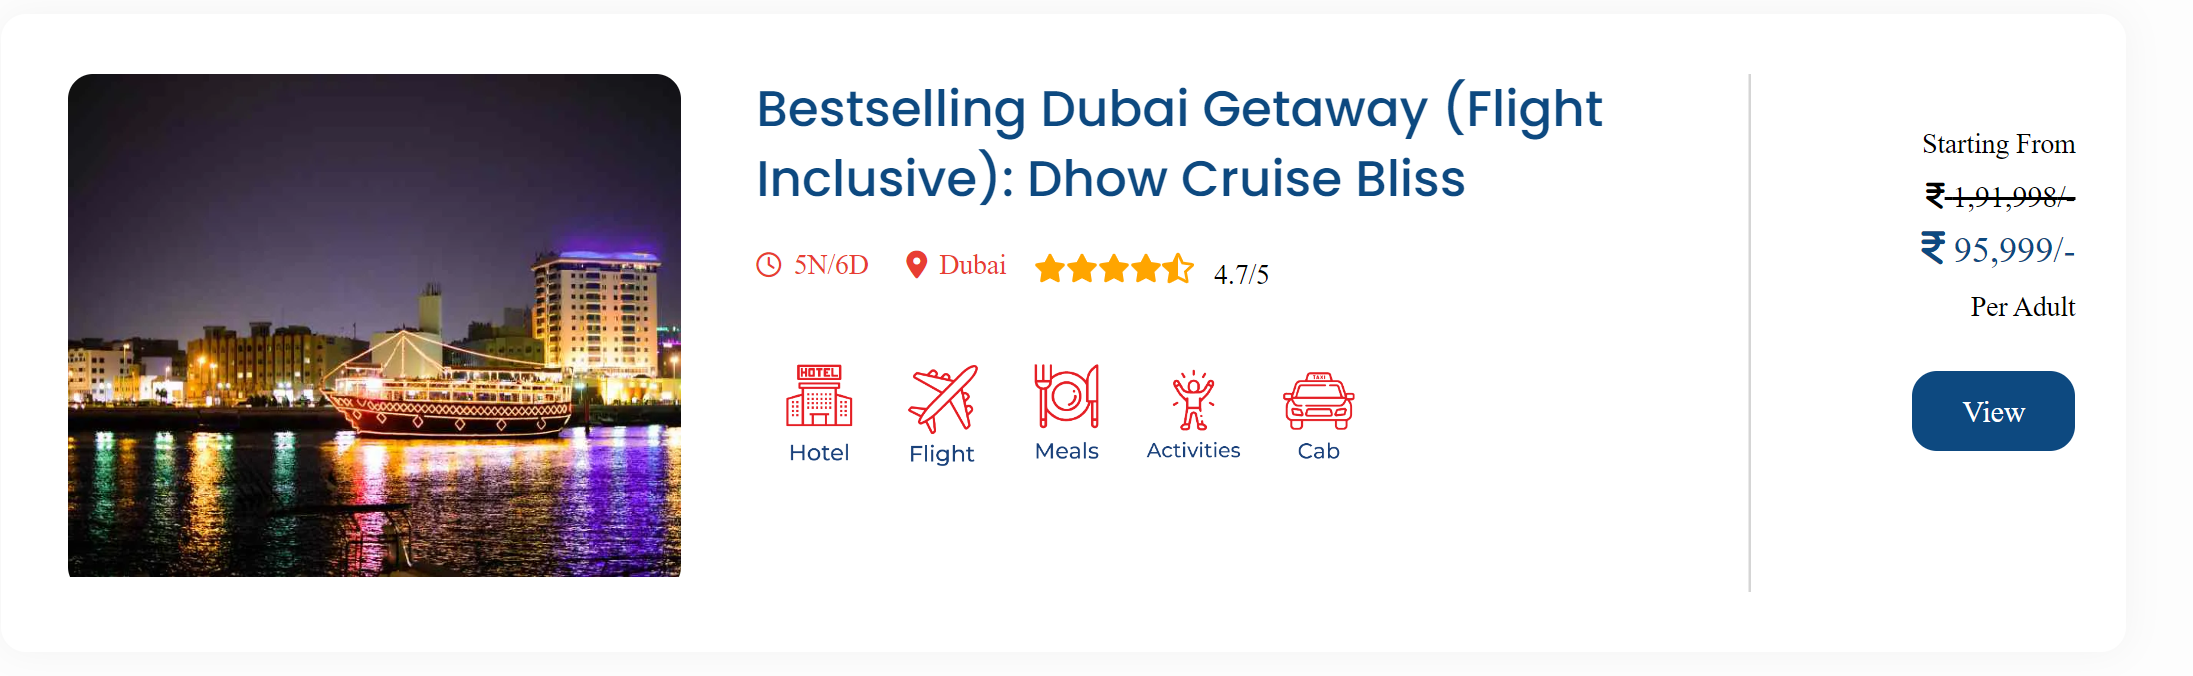 Bestselling Dubai Getaway (Flight
Inclusive): Dhow Cruise Bliss
5N/6D Dubai 4.7/5
HOTEL
TAXI
Hotel Flight Meals Activities Cab
Starting From
₹ 1,91,998/-
₹ 95,999/-
Per Adult
View